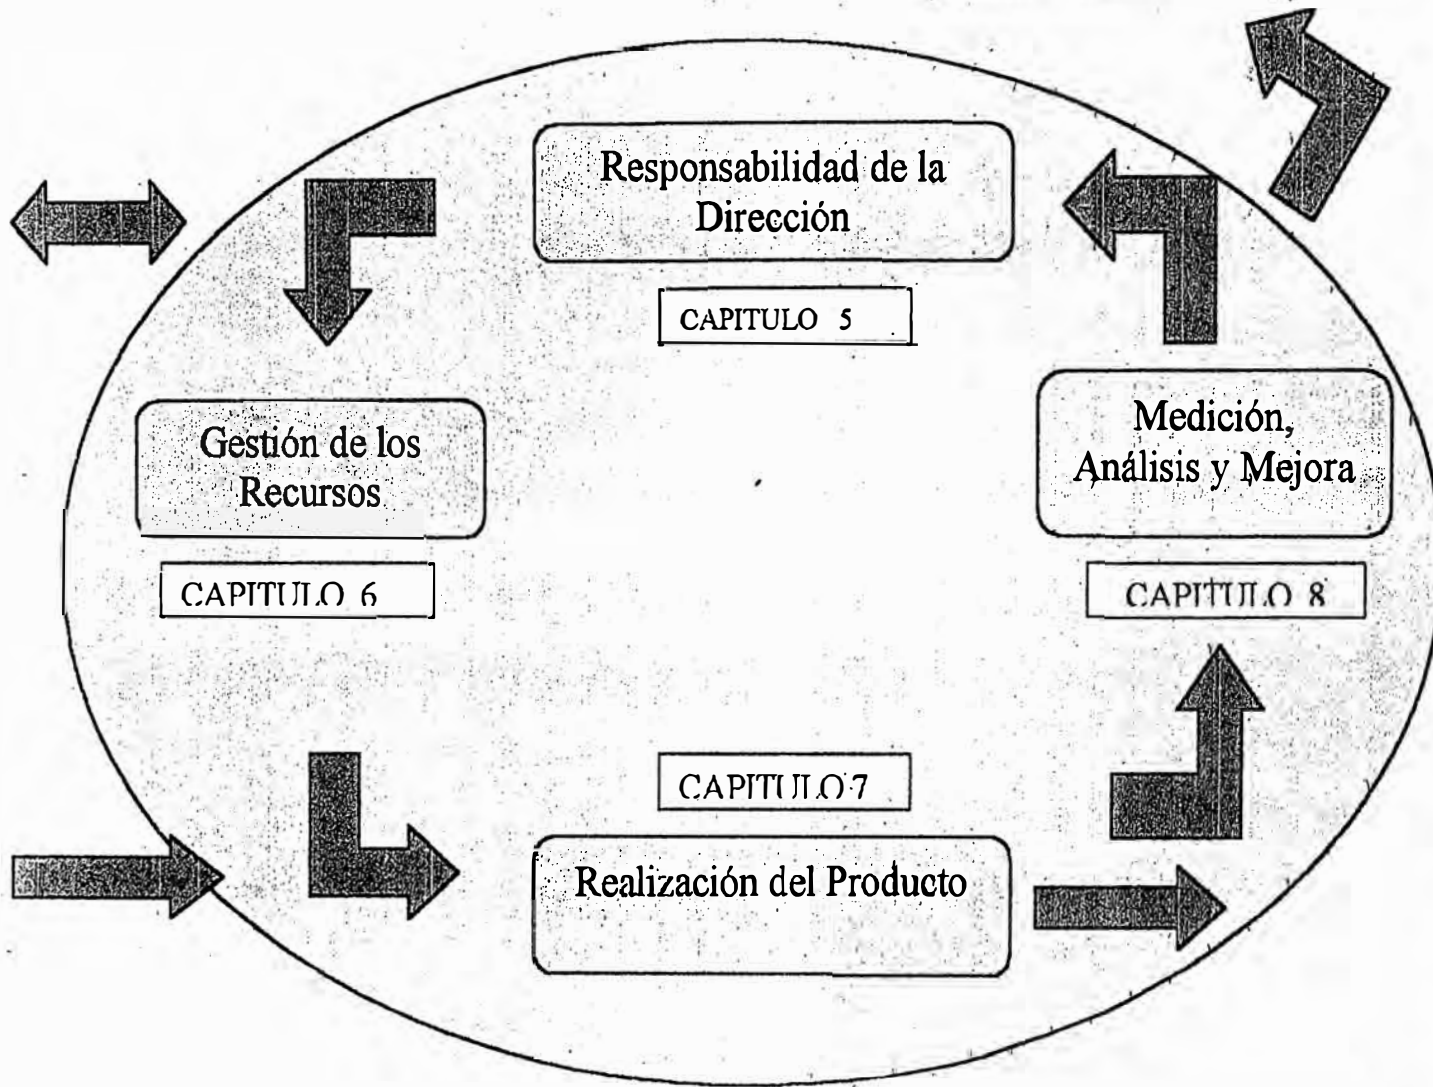 Responsabilidad de la
Dirección
CAPITULO 5
Gestión de los
Recursos
CAPITULO 6
Medición,
Análisis y Mejora
CAPITULO 8
CAPITULO 7
Realización del Producto